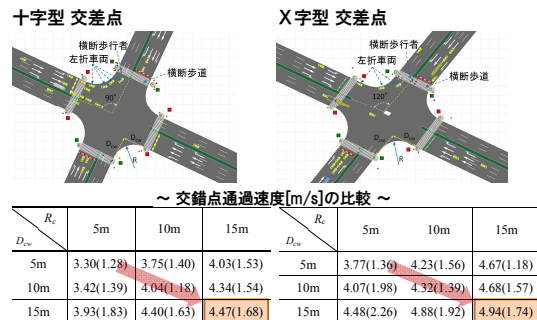 十字型 交差点
X字型 交差点
横断歩行者
左折車両
横断歩道
90°
Dcw
Dcw
R
横断歩行者
左折車両
横断歩道
120°
Dcw
Dcw
R
~ 交錯点通過速度[m/s]の比較 ~
Rc 5m 10m 15m
Dcw
5m 3.30(1.28) 3.75(1.40) 4.03(1.53)
10m 3.42(1.39) 4.04(1.18) 4.34(1.54)
15m 3.93(1.83) 4.40(1.63) 4.47(1.68)
Rc 5m 10m 15m
Dcw
5m 3.77(1.36) 4.23(1.56) 4.67(1.18)
10m 4.07(1.98) 4.32(1.39) 4.68(1.57)
15m 4.48(2.26) 4.88(1.92) 4.94(1.74)